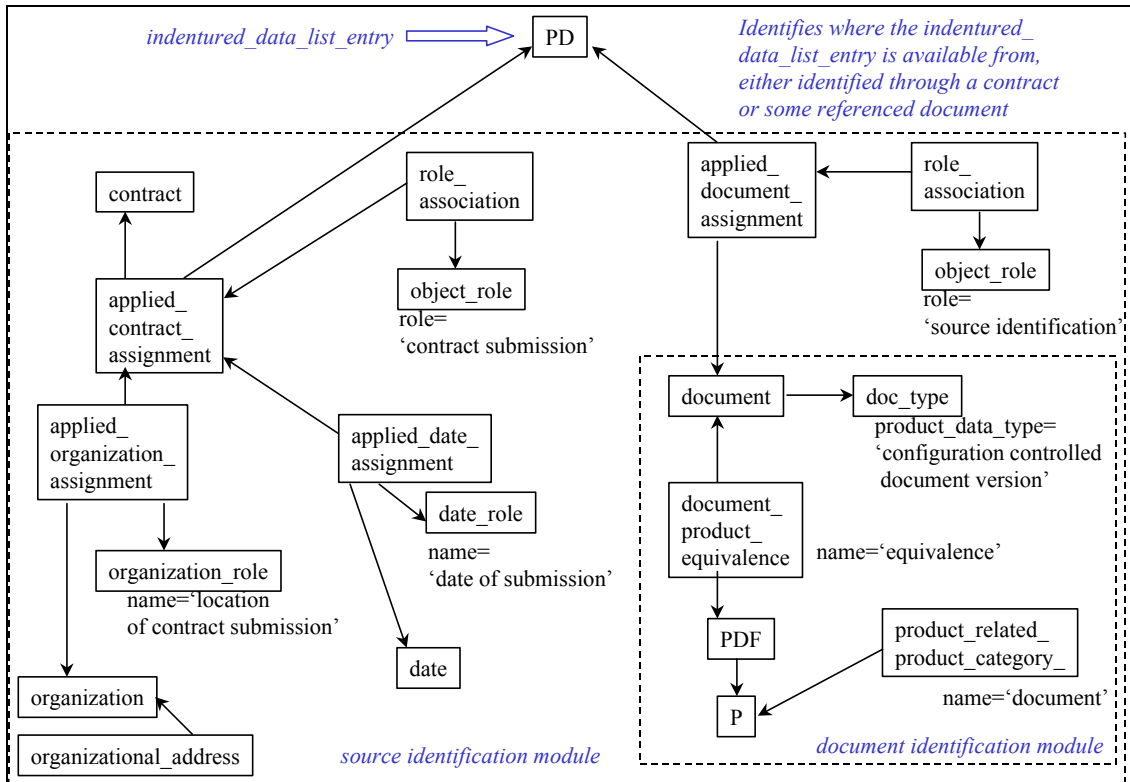 indentured_data_list_entry
PD
Identifies where the indentured_
data_list_entry is available from,
either identified through a contract
or some referenced document
contract
role_
association
applied_
document_
assignment
role_
association
applied_
contract_
assignment
object_role
role=
‘contract submission’
object_role
role=
‘source identification’
document
doc_type
product_data_type=
‘configuration controlled
document version’
applied_
organization_
assignment
applied_date_
assignment
date_role
name=
‘date of submission’
document_
product_
equivalence
name=‘equivalence’
organization_role
name=‘location
of contract submission’
PDF
product_related_
product_category_
name=‘document’
date
P
organization
organizational_address
source identification module
document identification module